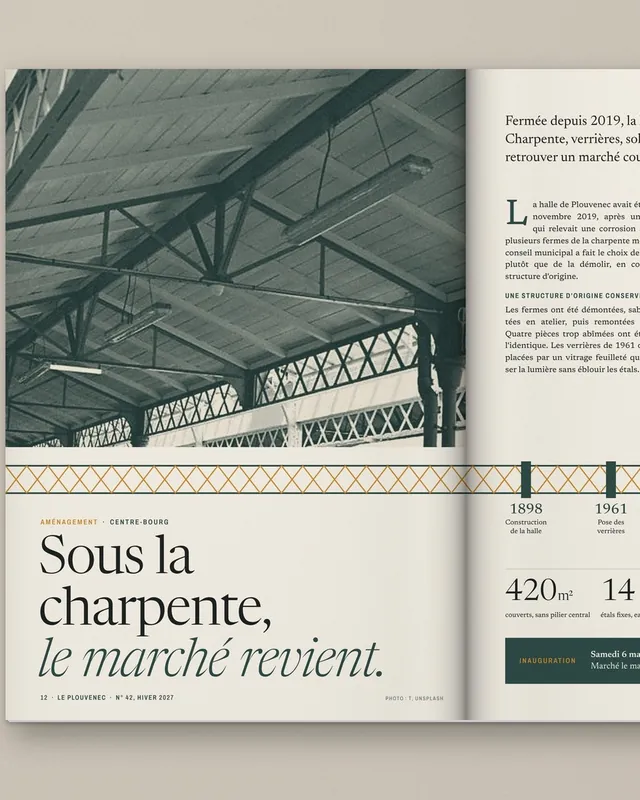 AMÉNAGEMENT · CENTRE-BOURG
Sous la
charpente,
le marché revient.
12 · LE PLOUVENEC · N° 42, HIVER 2027
PHOTO : T. UNSPLASH
Fermée depuis 2019, la
Charpente, verrières, sol
retrouver un marché cou
La halle de Plouvenec avait ét
novembre 2019, après un
qui relevait une corrosion
plusieurs fermes de la charpente m
conseil municipal a fait le choix de
plutôt que de la démolir, en co
structure d'origine.
UNE STRUCTURE D'ORIGINE CONSERV
Les fermes ont été démontées, sab
tées en atelier, puis remontées
Quatre pièces trop abîmées ont ét
l'identique. Les verrières de 1961 o
placées par un vitrage feuilleté qu
ser la lumière sans éblouir les étals.
1898
Construction
de la halle
1961
Pose des
verrières
420 m²
couverts, sans pilier central
14
étals fixes, ea
INAUGURATION
Samedi 6 ma
Marché le ma